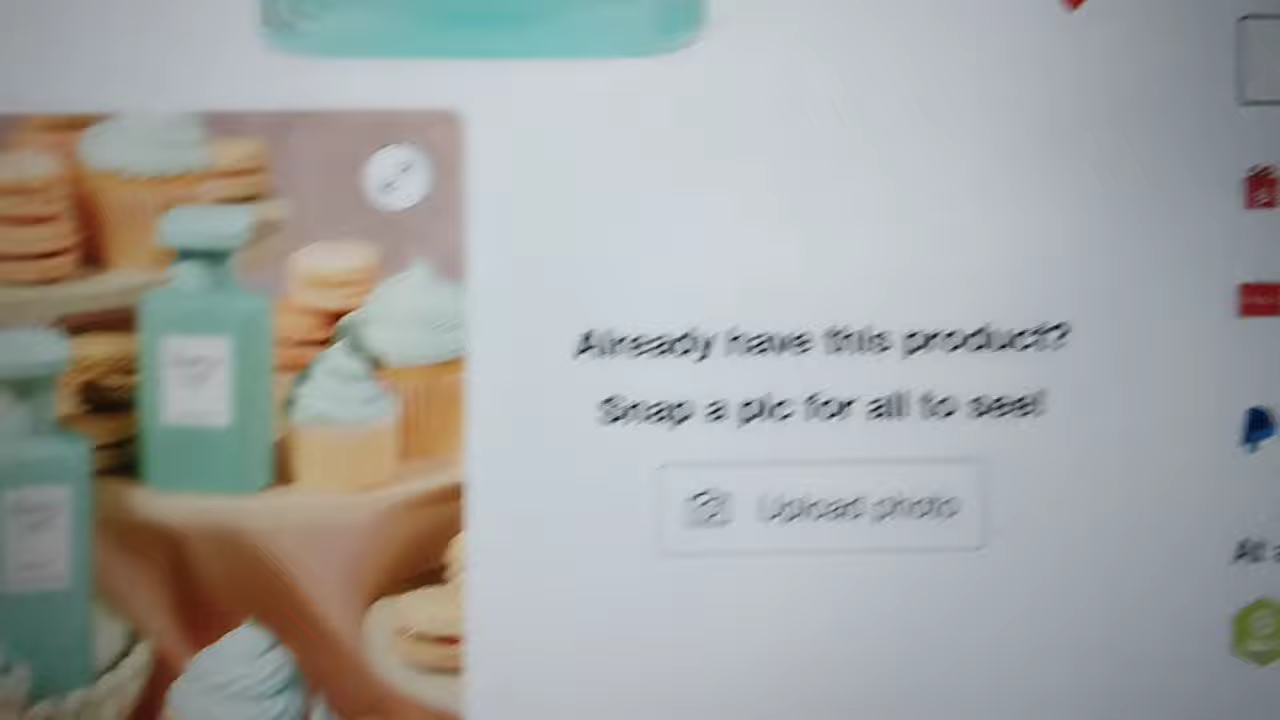 Already have this product?
Snap a pic for all to see!
Upload photo